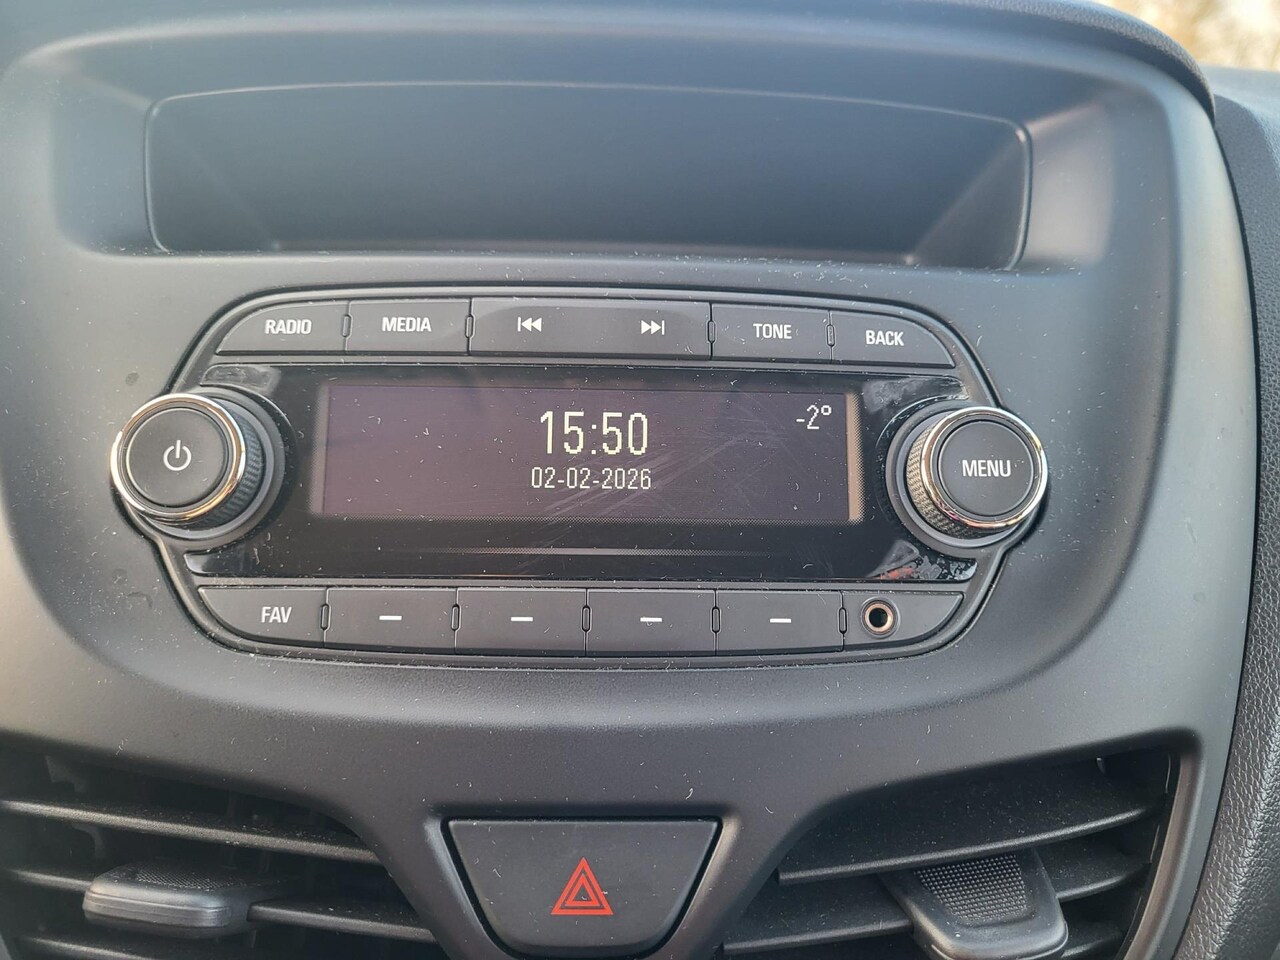 RADIO
MEDIA
TONE
BACK
15:50
-2°
02-02-2026
MENU
FAV